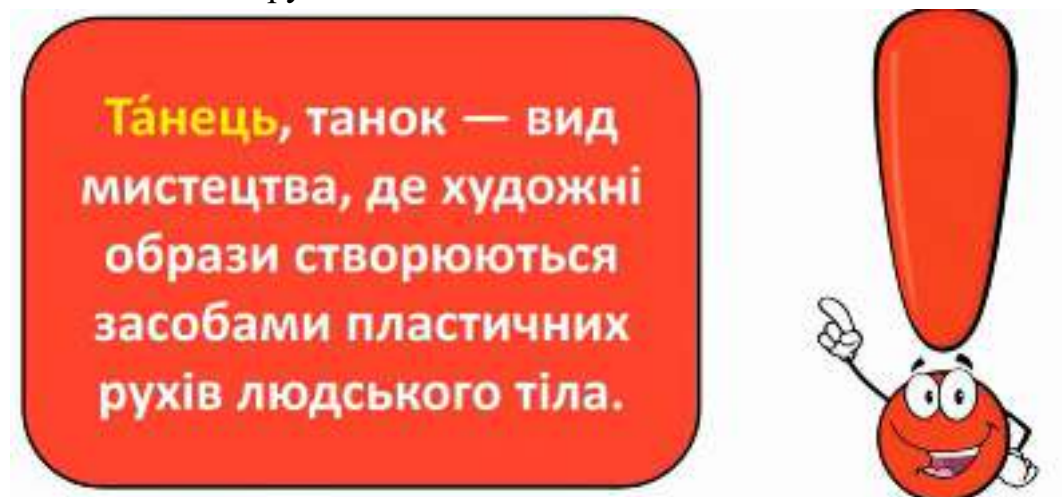 Та́нець, танок — вид
мистецтва, де художні
образи створюються
засобами пластичних
рухів людського тіла.